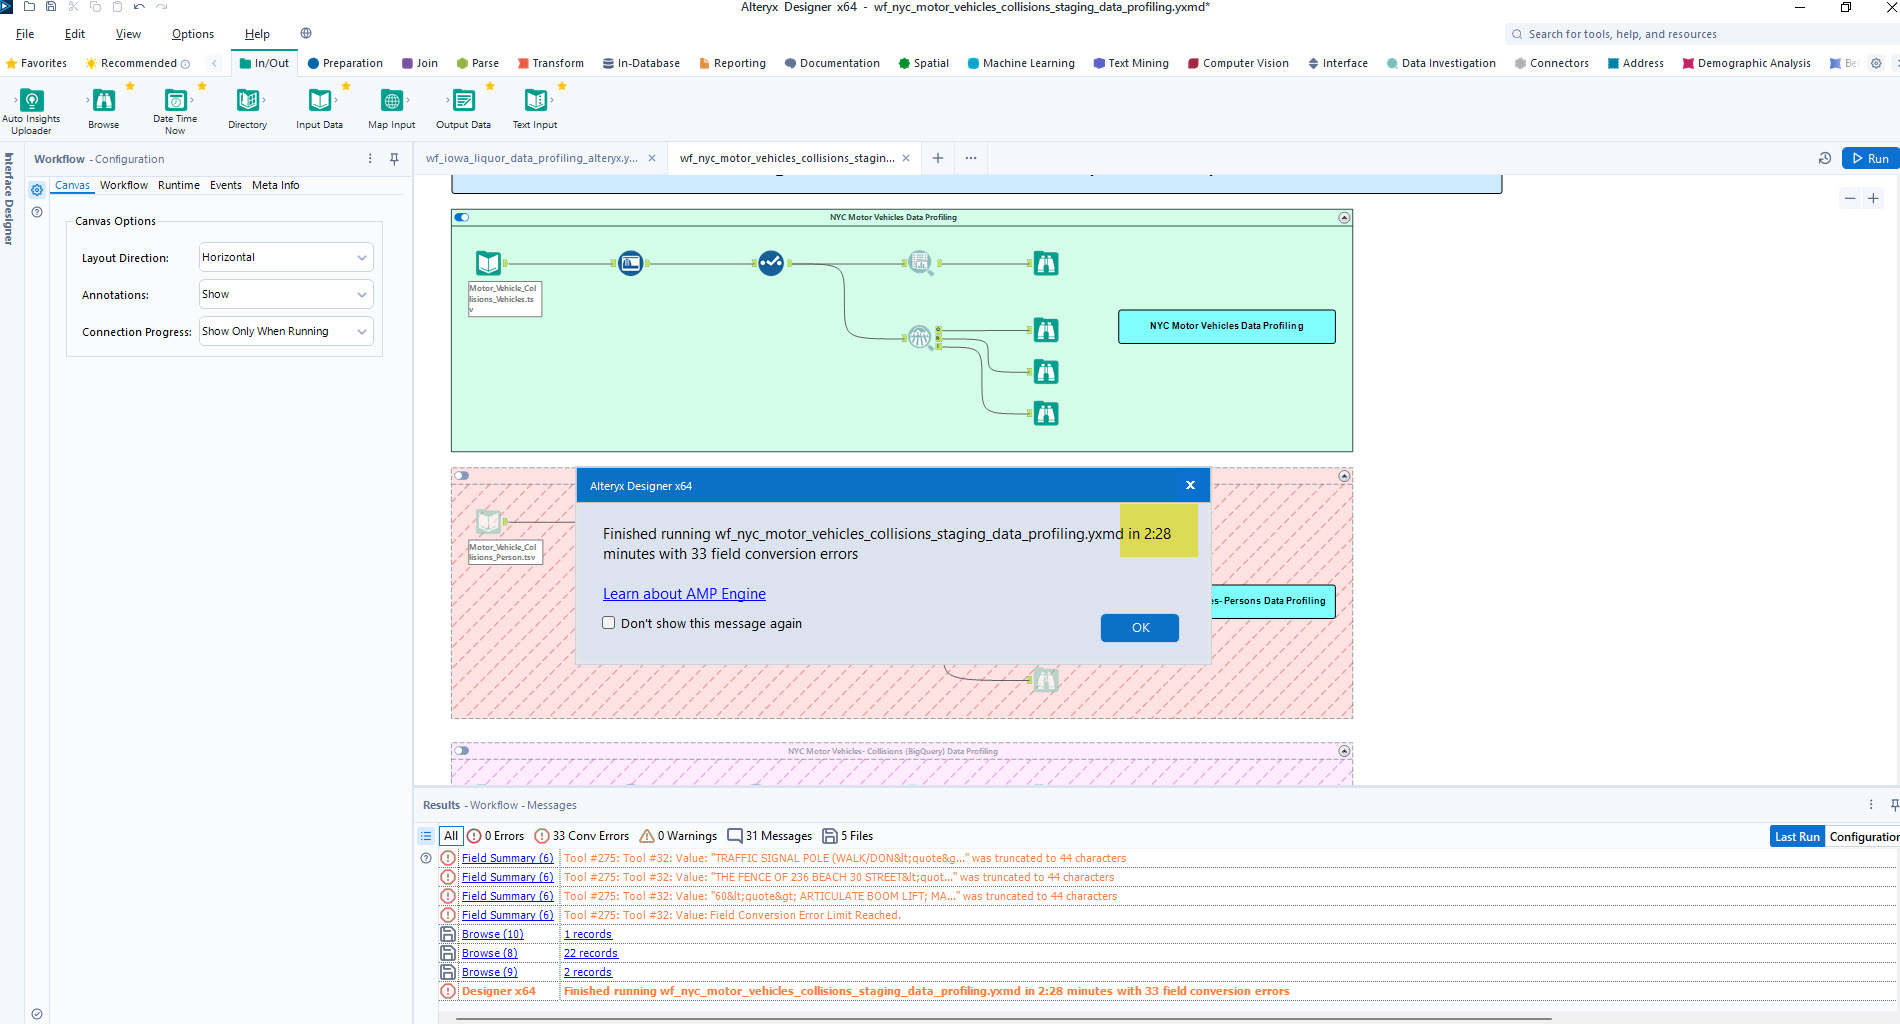 Alteryx Designer x64 - wf_nyc_motor_vehicles_collisions_staging_data_profiling.yxmd*
File Edit View Options Help
Search for tools, help, and resources
Favorites Recommended In/Out Preparation Join Parse Transform In-Database Reporting Documentation Spatial Machine Learning Text Mining Computer Vision Interface Data Investigation Connectors Address Demographic Analysis Be
Auto Insights Uploader
Browse
Date Time Now
Directory
Input Data
Map Input
Output Data
Text Input
Interface Designer
Workflow - Configuration
wf_iowa_liquor_data_profiling_alteryx.y...
wf_nyc_motor_vehicles_collisions_stagin...
Run
Canvas Workflow Runtime Events Meta Info
Canvas Options
Layout Direction: Horizontal
Annotations: Show
Connection Progress: Show Only When Running
NYC Motor Vehicles Data Profiling
Motor_Vehicle_Col
lisions_Vehicles.ts
v
NYC Motor Vehicles Data Profiling
Motor_Vehicle_Col
lisions_Person.tsv
es- Persons Data Profiling
Alteryx Designer x64
x
Finished running wf_nyc_motor_vehicles_collisions_staging_data_profiling.yxmd in 2:28
minutes with 33 field conversion errors
Learn about AMP Engine
Don't show this message again
OK
NYC Motor Vehicles- Collisions (BigQuery) Data Profiling
Results - Workflow - Messages
All 0 Errors 33 Conv Errors 0 Warnings 31 Messages 5 Files
Last Run Configuration
Field Summary (6) Tool #275: Tool #32: Value: "TRAFFIC SIGNAL POLE (WALK/DON&lt;quote&g..." was truncated to 44 characters
Field Summary (6) Tool #275: Tool #32: Value: "THE FENCE OF 236 BEACH 30 STREET&lt;quot..." was truncated to 44 characters
Field Summary (6) Tool #275: Tool #32: Value: "60&lt;quote&gt; ARTICULATE BOOM LIFT; MA..." was truncated to 44 characters
Field Summary (6) Tool #275: Tool #32: Value: Field Conversion Error Limit Reached.
Browse (10) 1 records
Browse (8) 22 records
Browse (9) 2 records
Designer x64 Finished running wf_nyc_motor_vehicles_collisions_staging_data_profiling.yxmd in 2:28 minutes with 33 field conversion errors